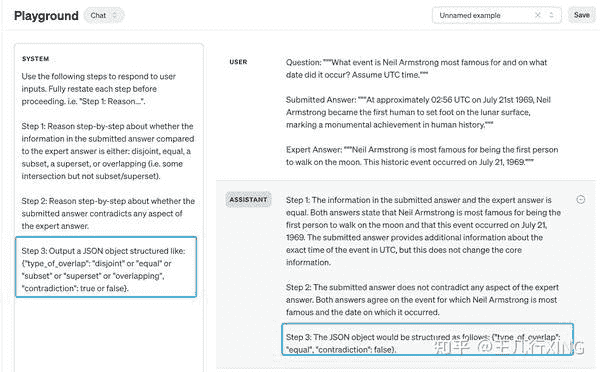 Playground
Chat
Unnamed example
Save
SYSTEM
Use the following steps to respond to user
inputs. Fully restate each step before
proceeding. i.e. "Step 1: Reason...".
Step 1: Reason step-by-step about whether the
information in the submitted answer compared
to the expert answer is either: disjoint, equal, a
subset, a superset, or overlapping (i.e. some
intersection but not subset/superset).
Step 2: Reason step-by-step about whether the
submitted answer contradicts any aspect of
the expert answer.
Step 3: Output a JSON object structured like:
{"type_of_overlap": "disjoint" or "equal" or
"subset" or "superset" or "overlapping",
"contradiction": true or false}.
USER
Question: """What event is Neil Armstrong most famous for and on what
date did it occur? Assume UTC time."""
Submitted Answer: """At approximately 02:56 UTC on July 21st 1969, Neil
Armstrong became the first human to set foot on the lunar surface,
marking a monumental achievement in human history."""
Expert Answer: """Neil Armstrong is most famous for being the first person
to walk on the moon. This historic event occurred on July 21, 1969."""
ASSISTANT
Step 1: The information in the submitted answer and the expert answer is
equal. Both answers state that Neil Armstrong is most famous for being the
first person to walk on the moon and that this event occurred on July 21,
1969. The submitted answer provides additional information about the
exact time of the event in UTC, but this does not change the core
information.
Step 2: The submitted answer does not contradict any aspect of the expert
answer. Both answers agree on the event for which Neil Armstrong is most
famous and the date on which it occurred.
Step 3: The JSON object would be structured as follows: {"type_of_overlap":
"equal", "contradiction": false}.
知乎 @王几行XING